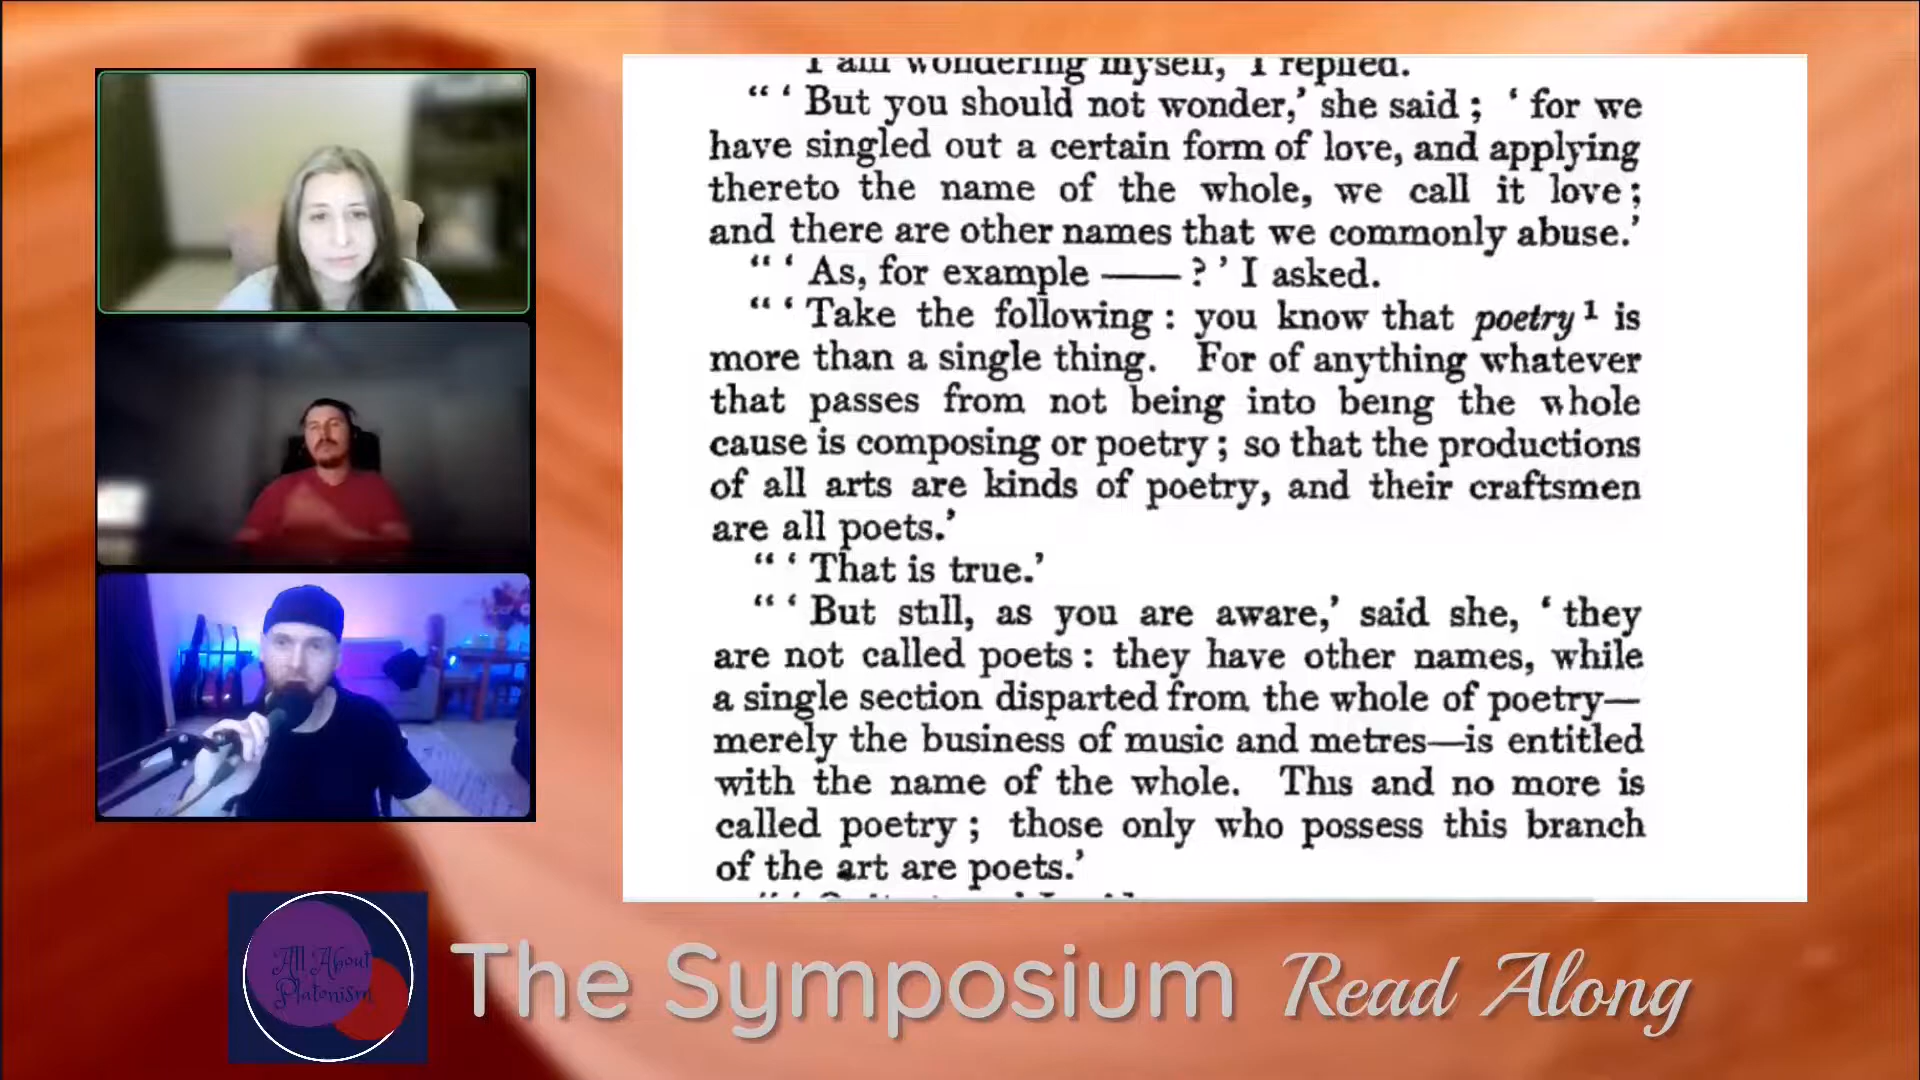 I am wondering myself,' I replied.
“ ‘ But you should not wonder,’ she said ; ‘ for we
have singled out a certain form of love, and applying
thereto the name of the whole, we call it love ;
and there are other names that we commonly abuse.’
“ ‘ As, for example —— ? ’ I asked.
“ ‘ Take the following : you know that poetry¹ is
more than a single thing. For of anything whatever
that passes from not being into being the whole
cause is composing or poetry ; so that the productions
of all arts are kinds of poetry, and their craftsmen
are all poets.’
“ ‘ That is true.’
“ ‘ But still, as you are aware,’ said she, ‘ they
are not called poets : they have other names, while
a single section disparted from the whole of poetry—
merely the business of music and metres—is entitled
with the name of the whole. This and no more is
called poetry ; those only who possess this branch
of the art are poets.’
All About
Platonism
The Symposium Read Along